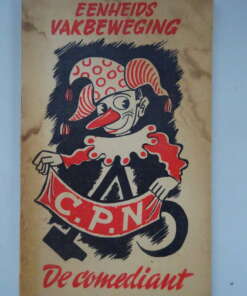 EENHEIDS
VAKBEWEGING
C.P.N
De comediant